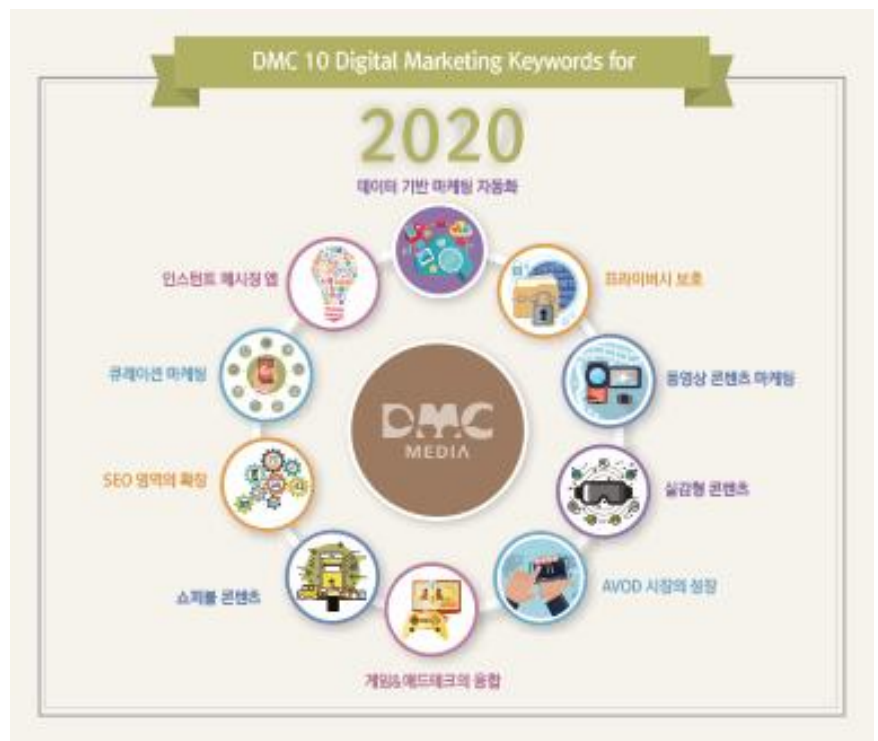 DMC 10 Digital Marketing Keywords for
2020
데이터 기반 마케팅 자동화
프라이버시 보호
동영상 콘텐츠 마케팅
실감형 콘텐츠
AVOD 시장의 성장
게임&애드테크의 융합
쇼퍼블 콘텐츠
SEO 영역의 확장
큐레이션 마케팅
인스턴트 메시징 앱
DMC
MEDIA